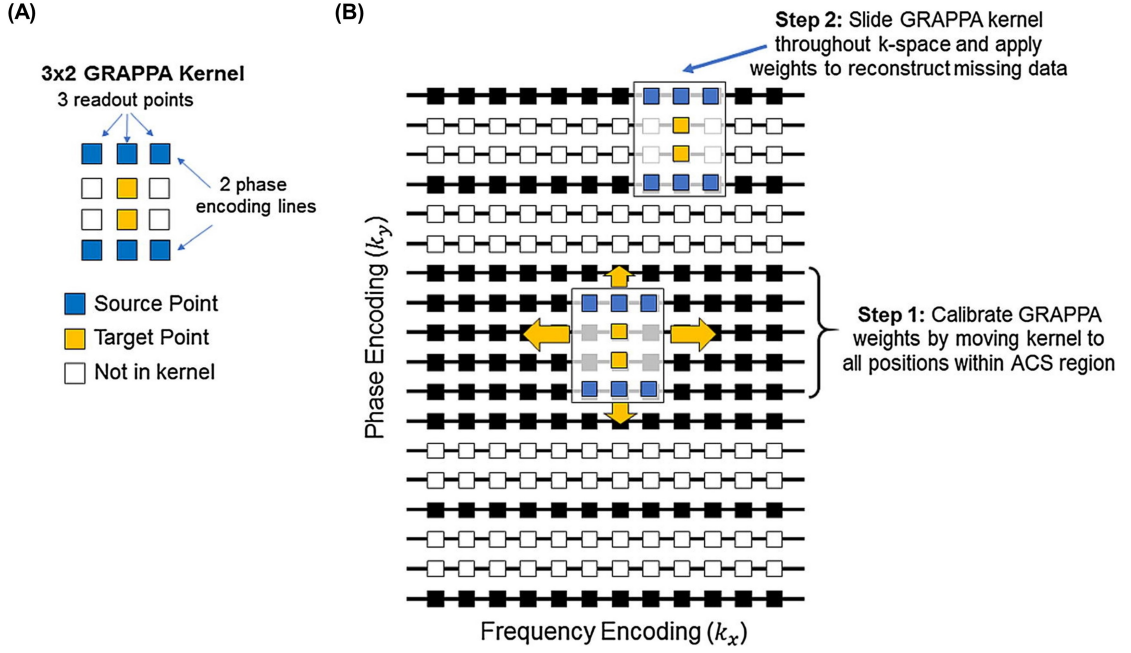 (A)
3x2 GRAPPA Kernel
3 readout points
2 phase
encoding lines
Source Point
Target Point
Not in kernel
(B)
Step 2: Slide GRAPPA kernel
throughout k-space and apply
weights to reconstruct missing data
Phase Encoding (k_y)
Step 1: Calibrate GRAPPA
weights by moving kernel to
all positions within ACS region
Frequency Encoding (k_x)